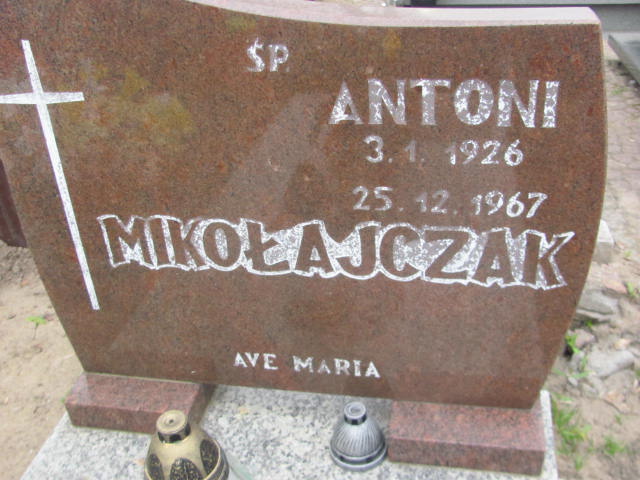 ŚP.
ANTONI
3.1.1926
25.12.1967
MIKOŁAJCZAK
AVE MARIA